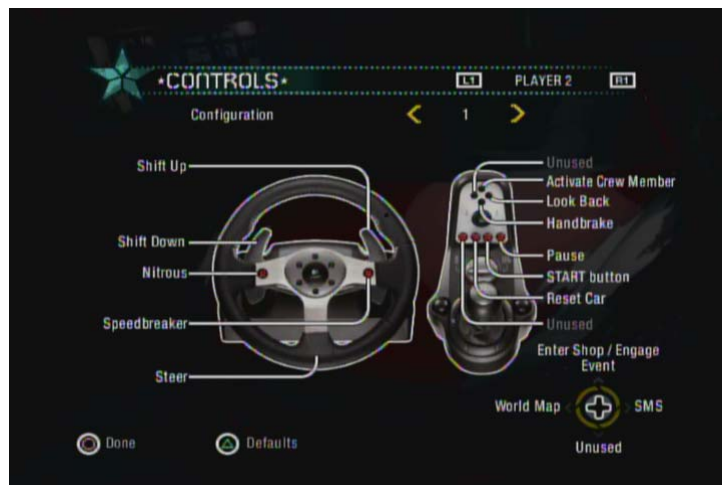 *CONTROLS*
L1 PLAYER 2 R1
Configuration
1
Shift Up
Shift Down
Nitrous
Speedbreaker
Steer
Unused
Activate Crew Member
Look Back
Handbrake
Pause
START button
Reset Car
Unused
Enter Shop / Engage
Event
World Map
SMS
Unused
Done
Defaults